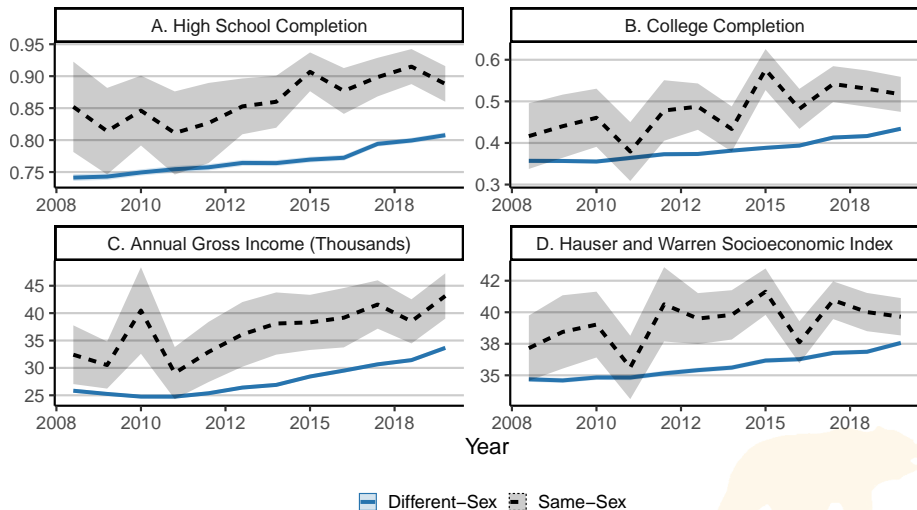 A. High School Completion
B. College Completion
0.95
0.90
0.85
0.80
0.75
2008 2010 2012 2015 2018
0.6
0.5
0.4
0.3
2008 2010 2012 2015 2018
C. Annual Gross Income (Thousands)
D. Hauser and Warren Socioeconomic Index
45
40
35
30
25
2008 2010 2012 2015 2018
42
40
38
35
2008 2010 2012 2015 2018
Year
Different−Sex Same−Sex